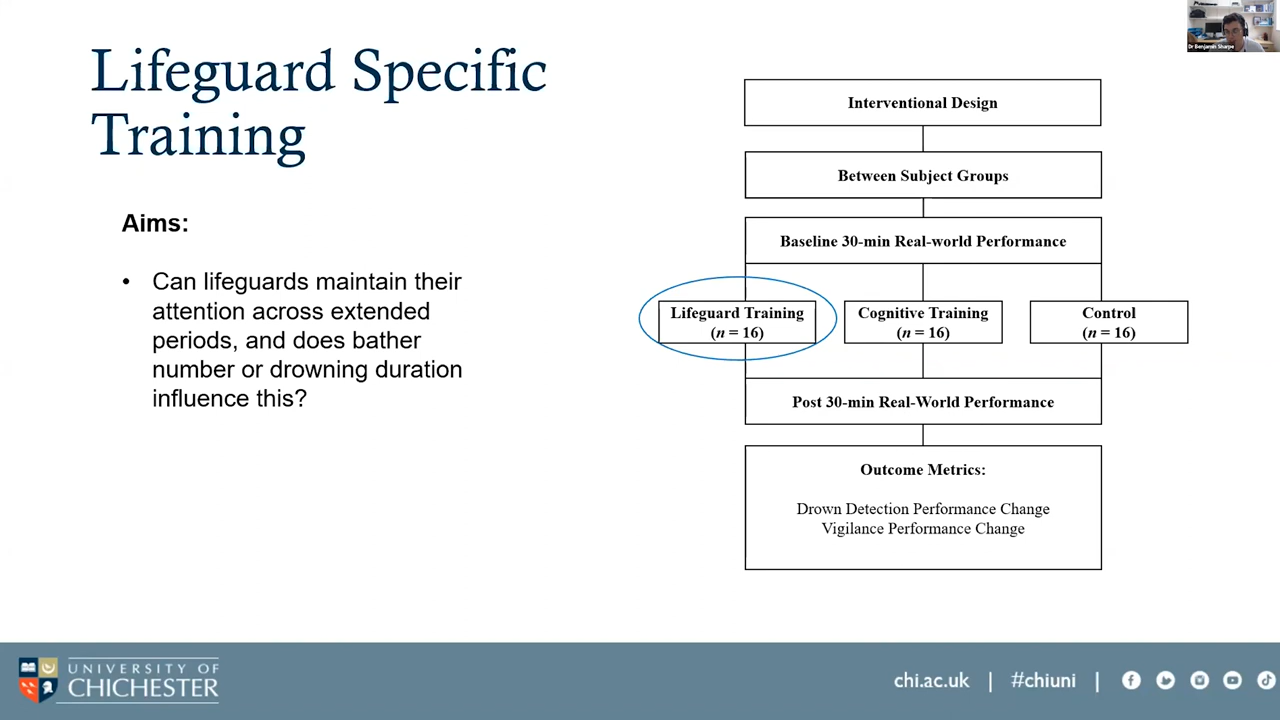 Lifeguard Specific
Training
Aims:
• Can lifeguards maintain their
attention across extended
periods, and does bather
number or drowning duration
influence this?
Dr Benjamin Sharpe
Interventional Design
Between Subject Groups
Baseline 30-min Real-world Performance
Lifeguard Training
(n = 16)
Cognitive Training
(n = 16)
Control
(n = 16)
Post 30-min Real-World Performance
Outcome Metrics:
Drown Detection Performance Change
Vigilance Performance Change
UNIVERSITY OF
CHICHESTER
chi.ac.uk | #chiuni |